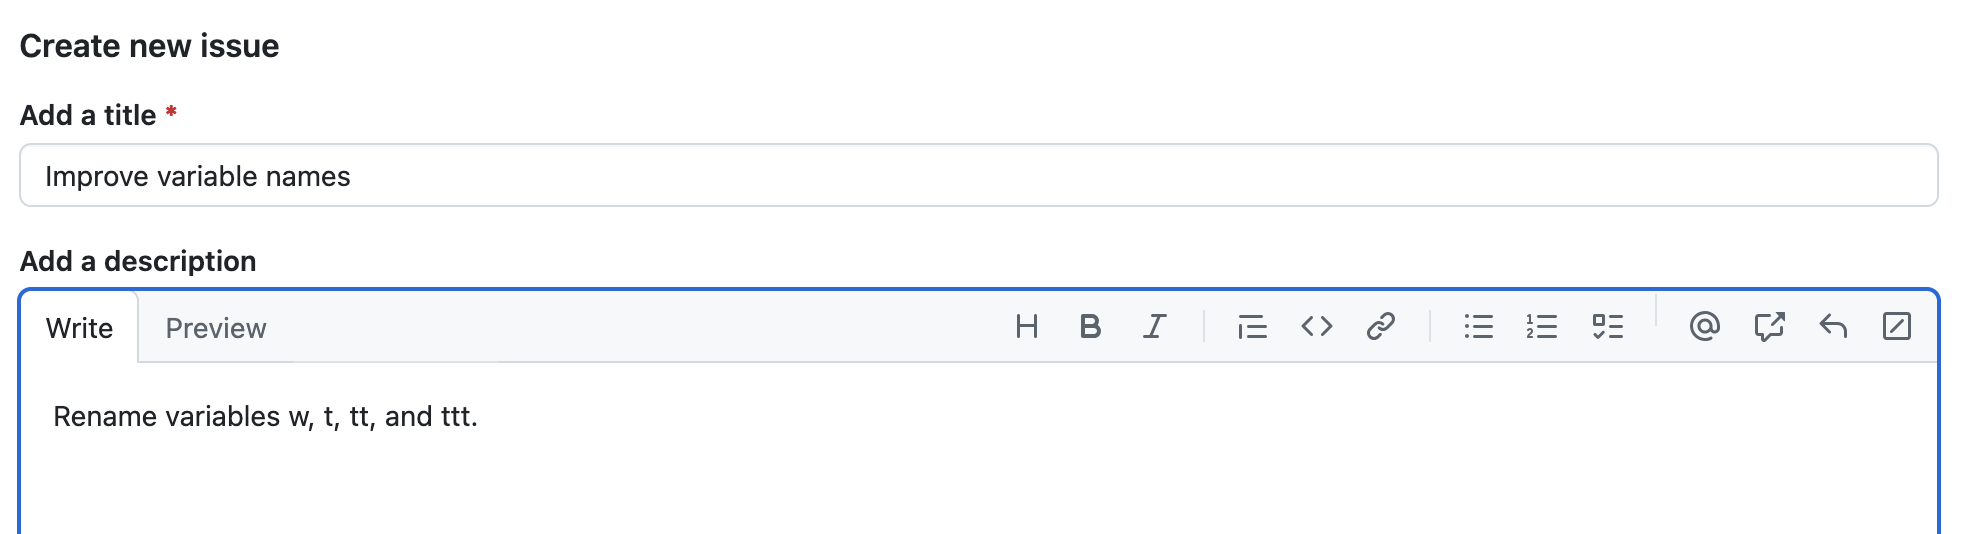 Create new issue
Add a title *
Improve variable names
Add a description
Write Preview
Rename variables w, t, tt, and ttt.